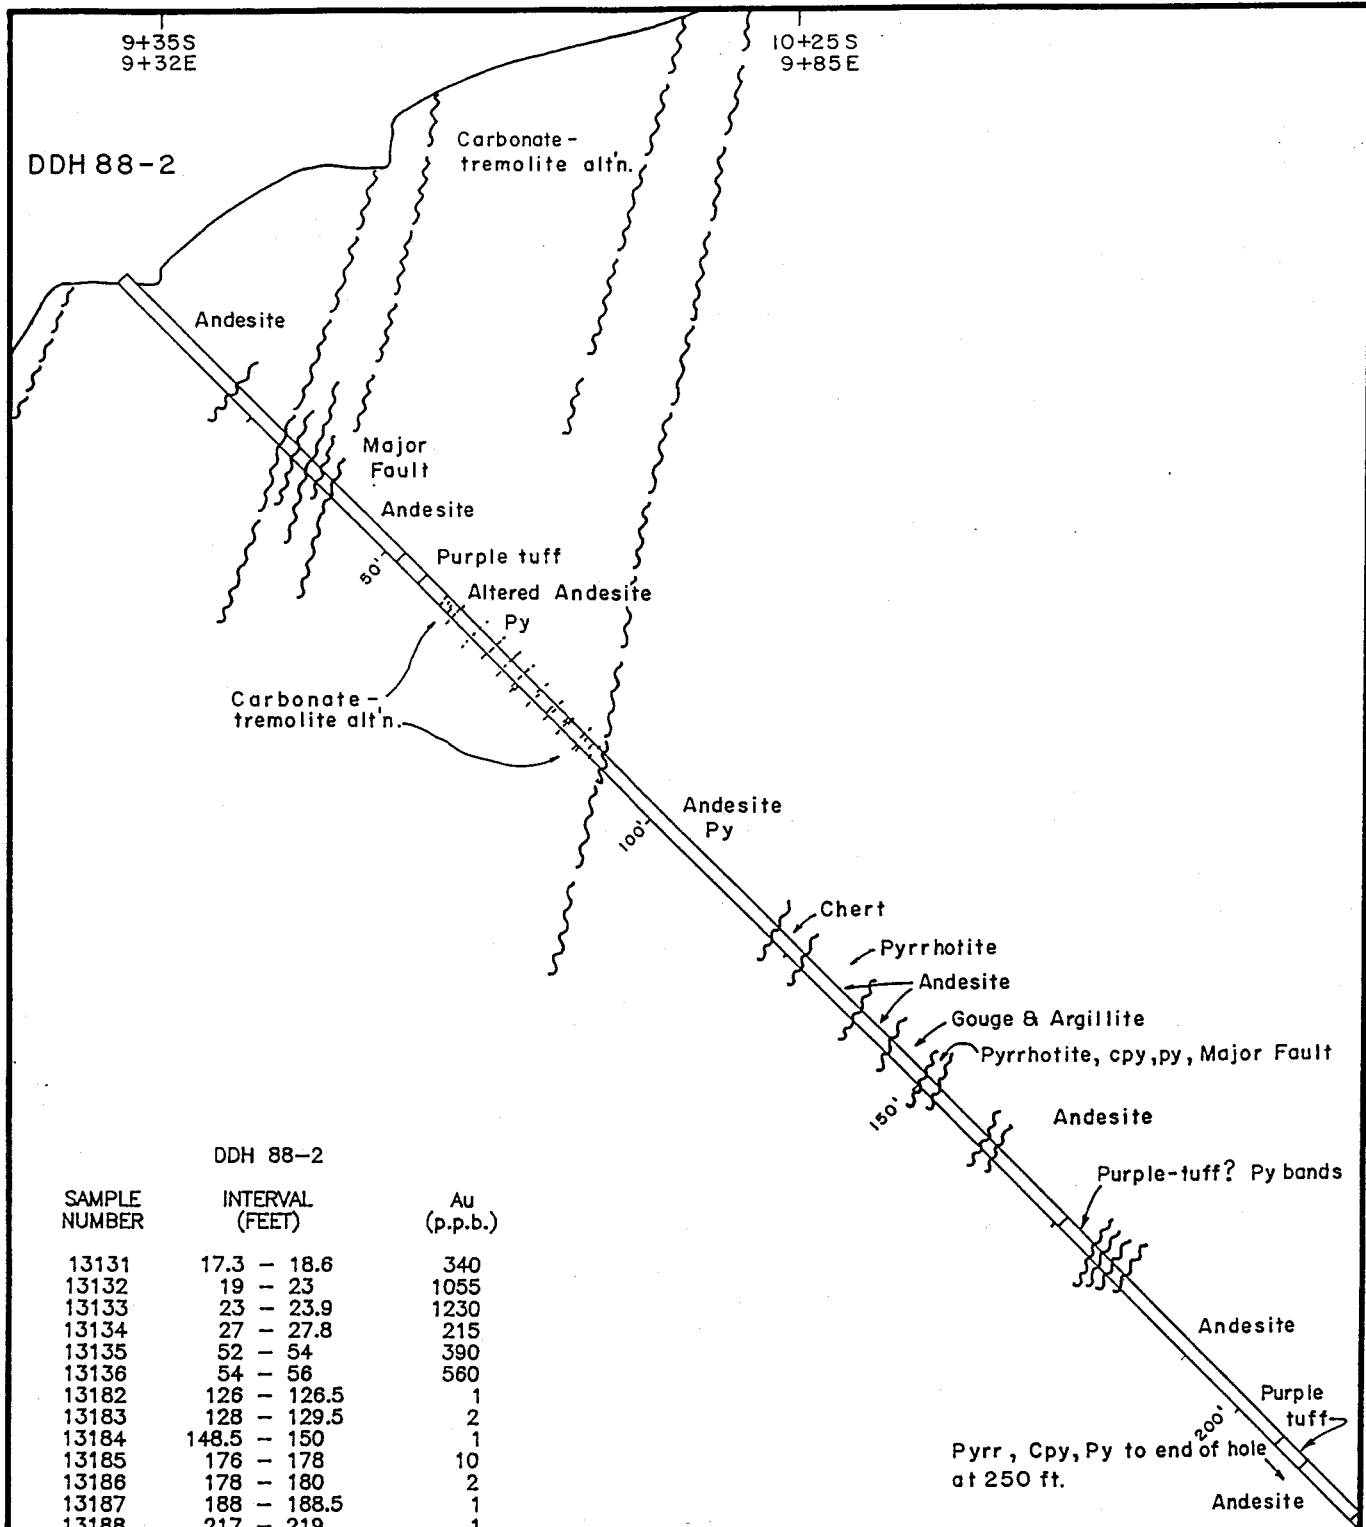 9+35S
9+32E
10+25S
9+85E
DDH 88-2
Carbonate-
tremolite alt'n.
Andesite
Major
Fault
Andesite
50'
Purple tuff
Altered Andesite
Py
Carbonate-
tremolite alt'n.
Andesite
Py
100'
Chert
Pyrrhotite
Andesite
Gouge & Argillite
Pyrrhotite, cpy, py, Major Fault
150'
Andesite
Purple-tuff? Py bands
Andesite
Purple
tuff
200'
Pyrr, Cpy, Py to end of hole
at 250 ft.
Andesite
DDH 88-2
SAMPLE NUMBER INTERVAL (FEET) Au (p.p.b.)
13131 17.3 - 18.6 340
13132 19 - 23 1055
13133 23 - 23.9 1230
13134 27 - 27.8 215
13135 52 - 54 390
13136 54 - 56 560
13182 126 - 126.5 1
13183 128 - 129.5 2
13184 148.5 - 150 1
13185 176 - 178 10
13186 178 - 180 2
13187 188 - 188.5 1
13188 217 - 219 1